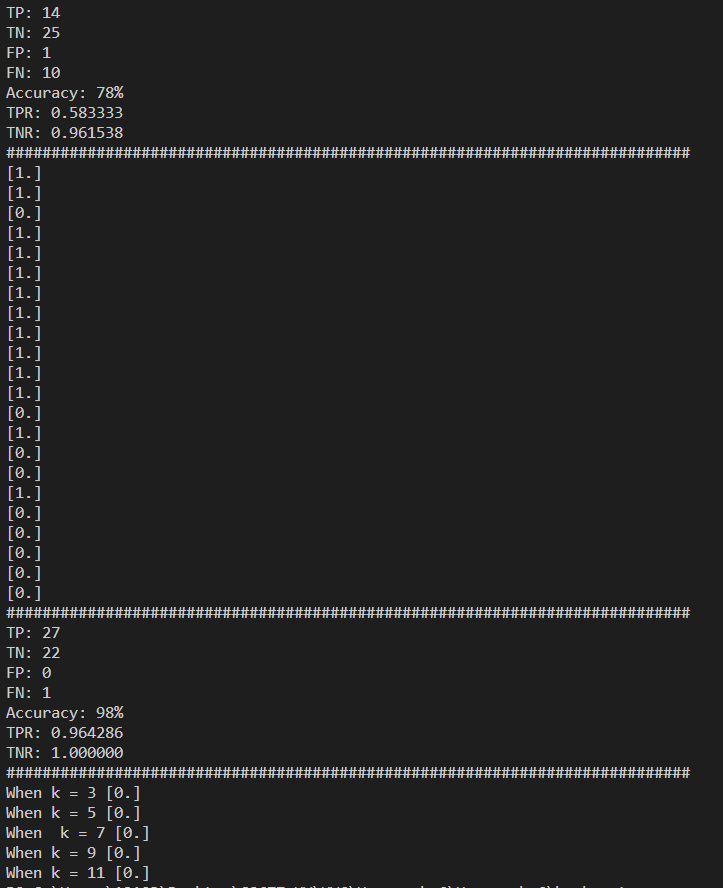 TP: 14
TN: 25
FP: 1
FN: 10
Accuracy: 78%
TPR: 0.583333
TNR: 0.961538
############################################################################
[1.]
[1.]
[0.]
[1.]
[1.]
[1.]
[1.]
[1.]
[1.]
[1.]
[1.]
[1.]
[0.]
[1.]
[0.]
[0.]
[1.]
[0.]
[0.]
[0.]
[0.]
[0.]
############################################################################
TP: 27
TN: 22
FP: 0
FN: 1
Accuracy: 98%
TPR: 0.964286
TNR: 1.000000
############################################################################
When k = 3 [0.]
When k = 5 [0.]
When  k = 7 [0.]
When k = 9 [0.]
When k = 11 [0.]